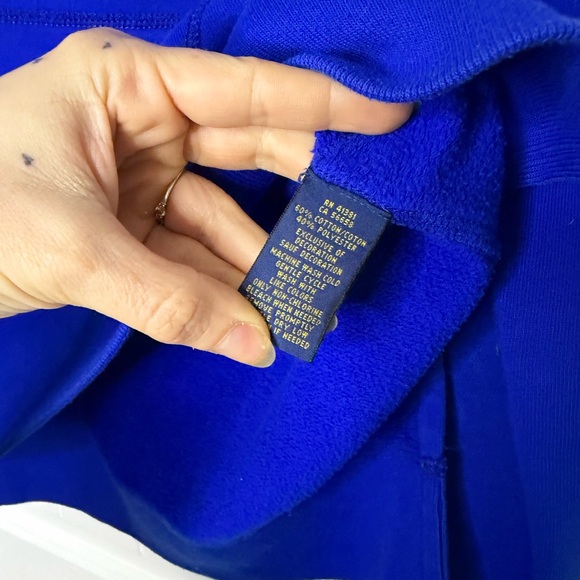 RN 41381
CA 56658
60% COTTON/COTON
40% POLYESTER
EXCLUSIVE OF
DECORATION
SAUF DECORATION
MACHINE WASH COLD
GENTLE CYCLE
WASH WITH
LIKE COLORS
ONLY NON-CHLORINE
BLEACH WHEN NEEDED
PROMPTLY
DRY LOW
IF NEEDED